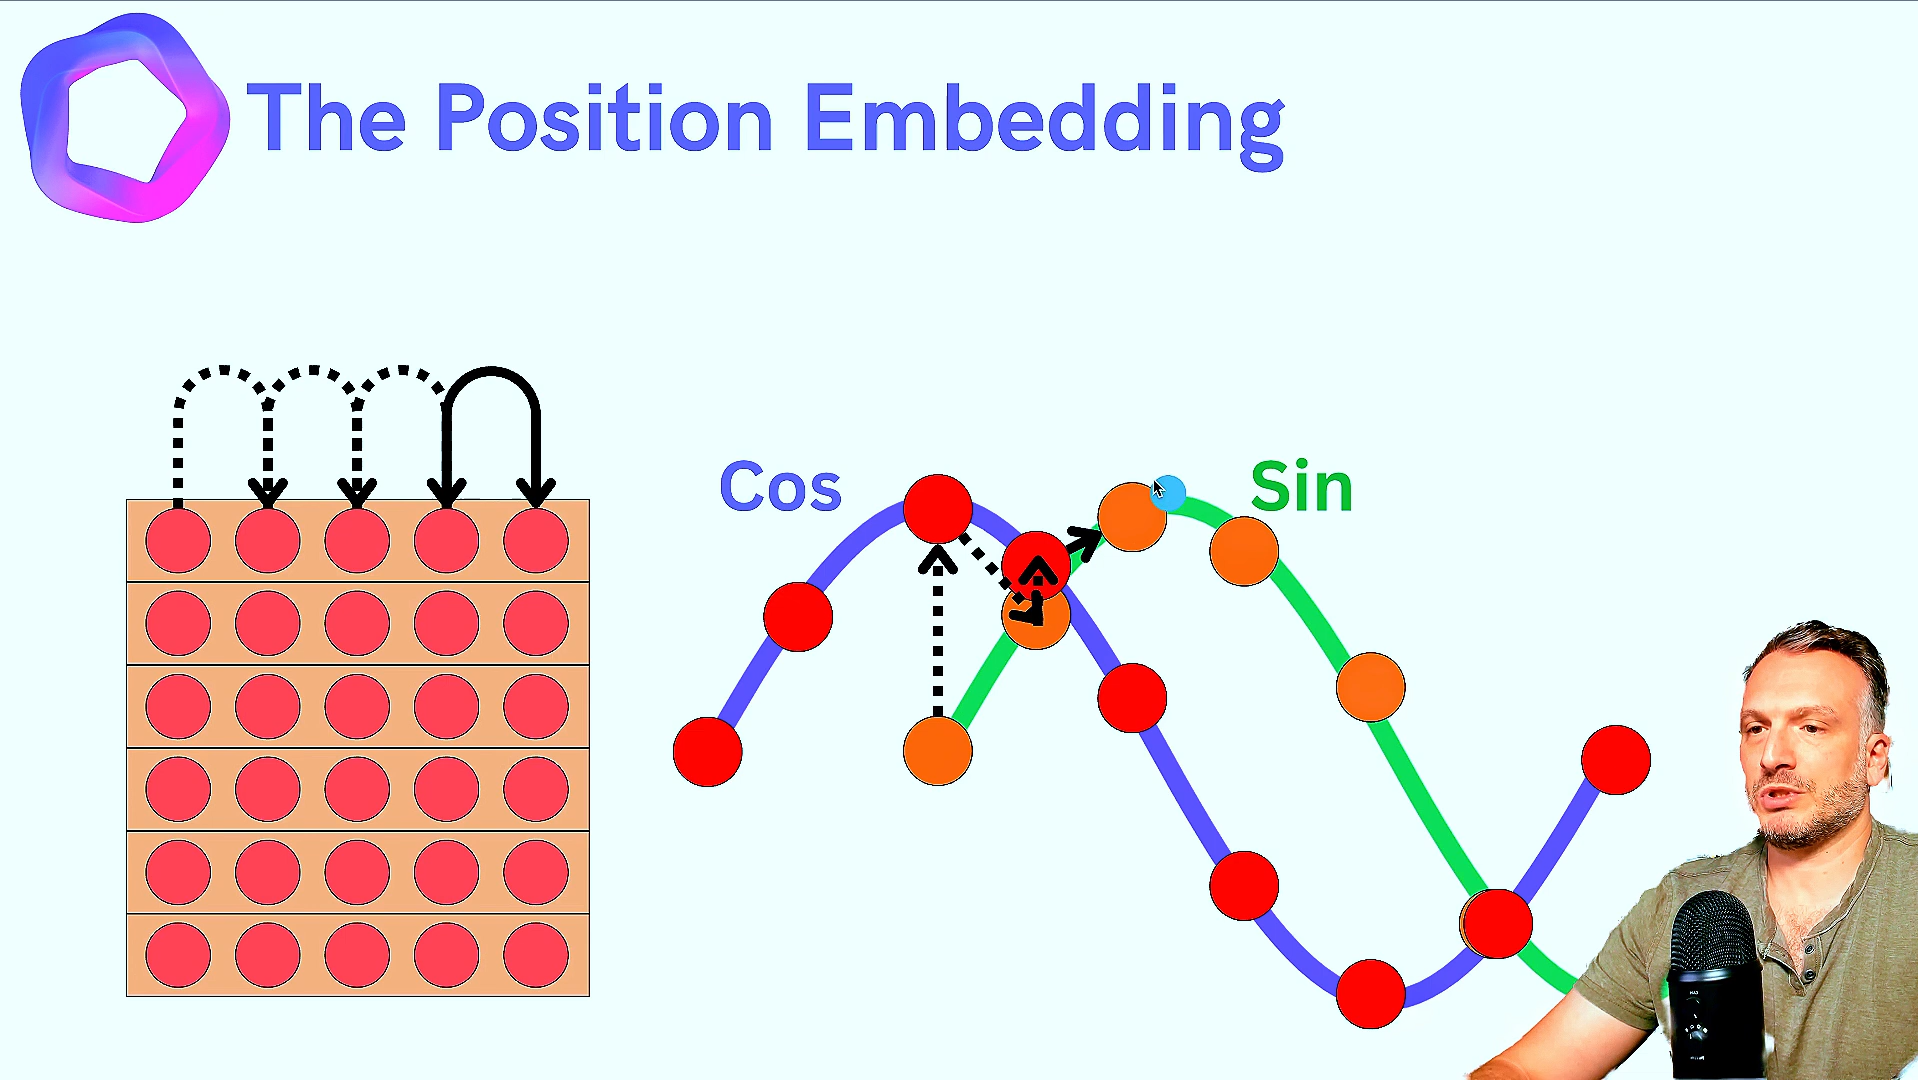 The Position Embedding
Cos
Sin